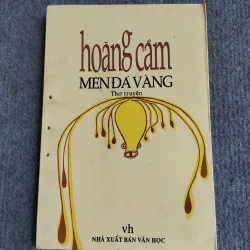 hoàng cầm
MEN ĐÁ VÀNG
Thơ truyện
vh
NHÀ XUẤT BẢN VĂN HỌC